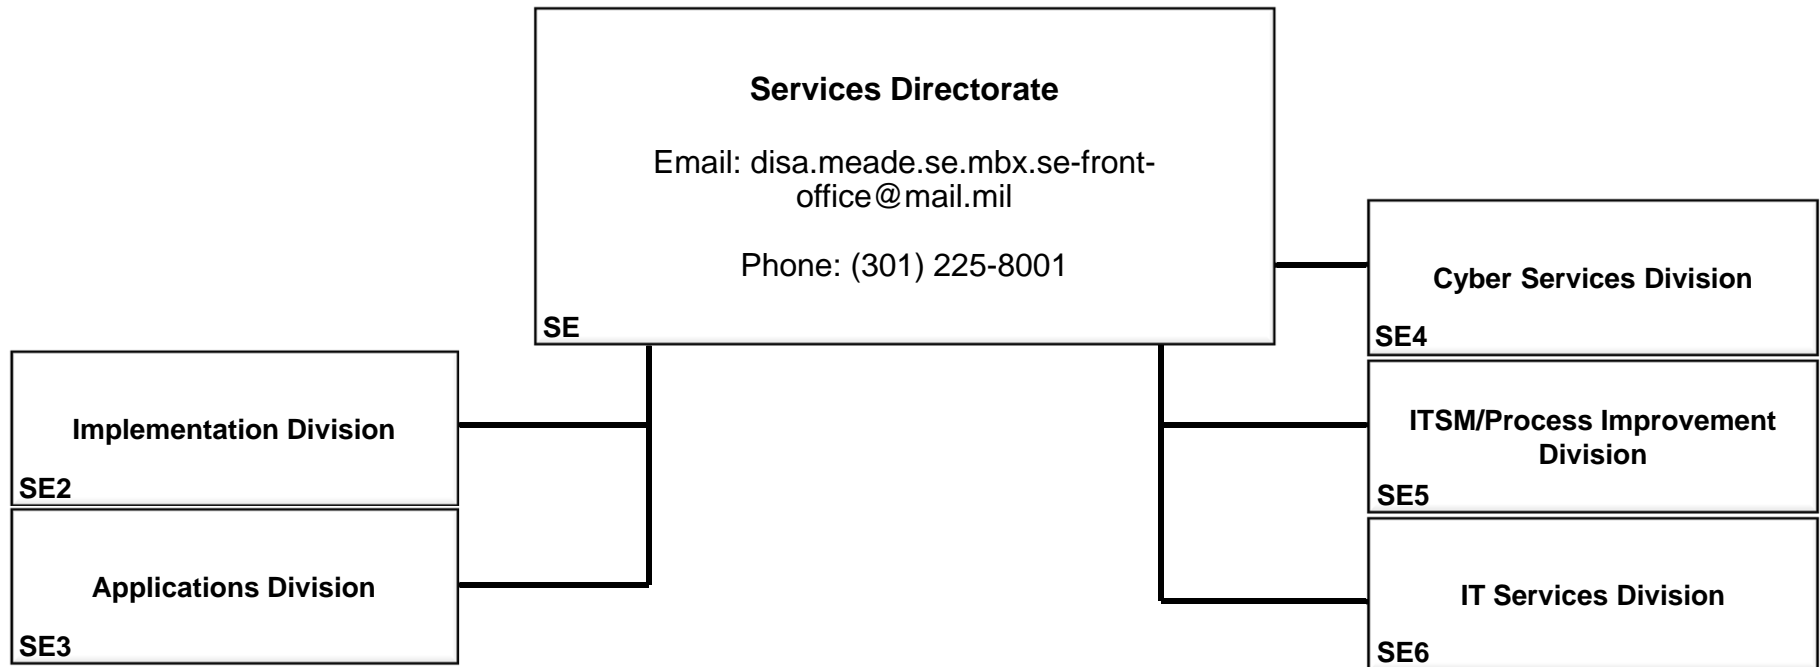 Services Directorate
Email: disa.meade.se.mbx.se-front-
office@mail.mil
Phone: (301) 225-8001
SE
Implementation Division
SE2
Applications Division
SE3
Cyber Services Division
SE4
ITSM/Process Improvement
Division
SE5
IT Services Division
SE6